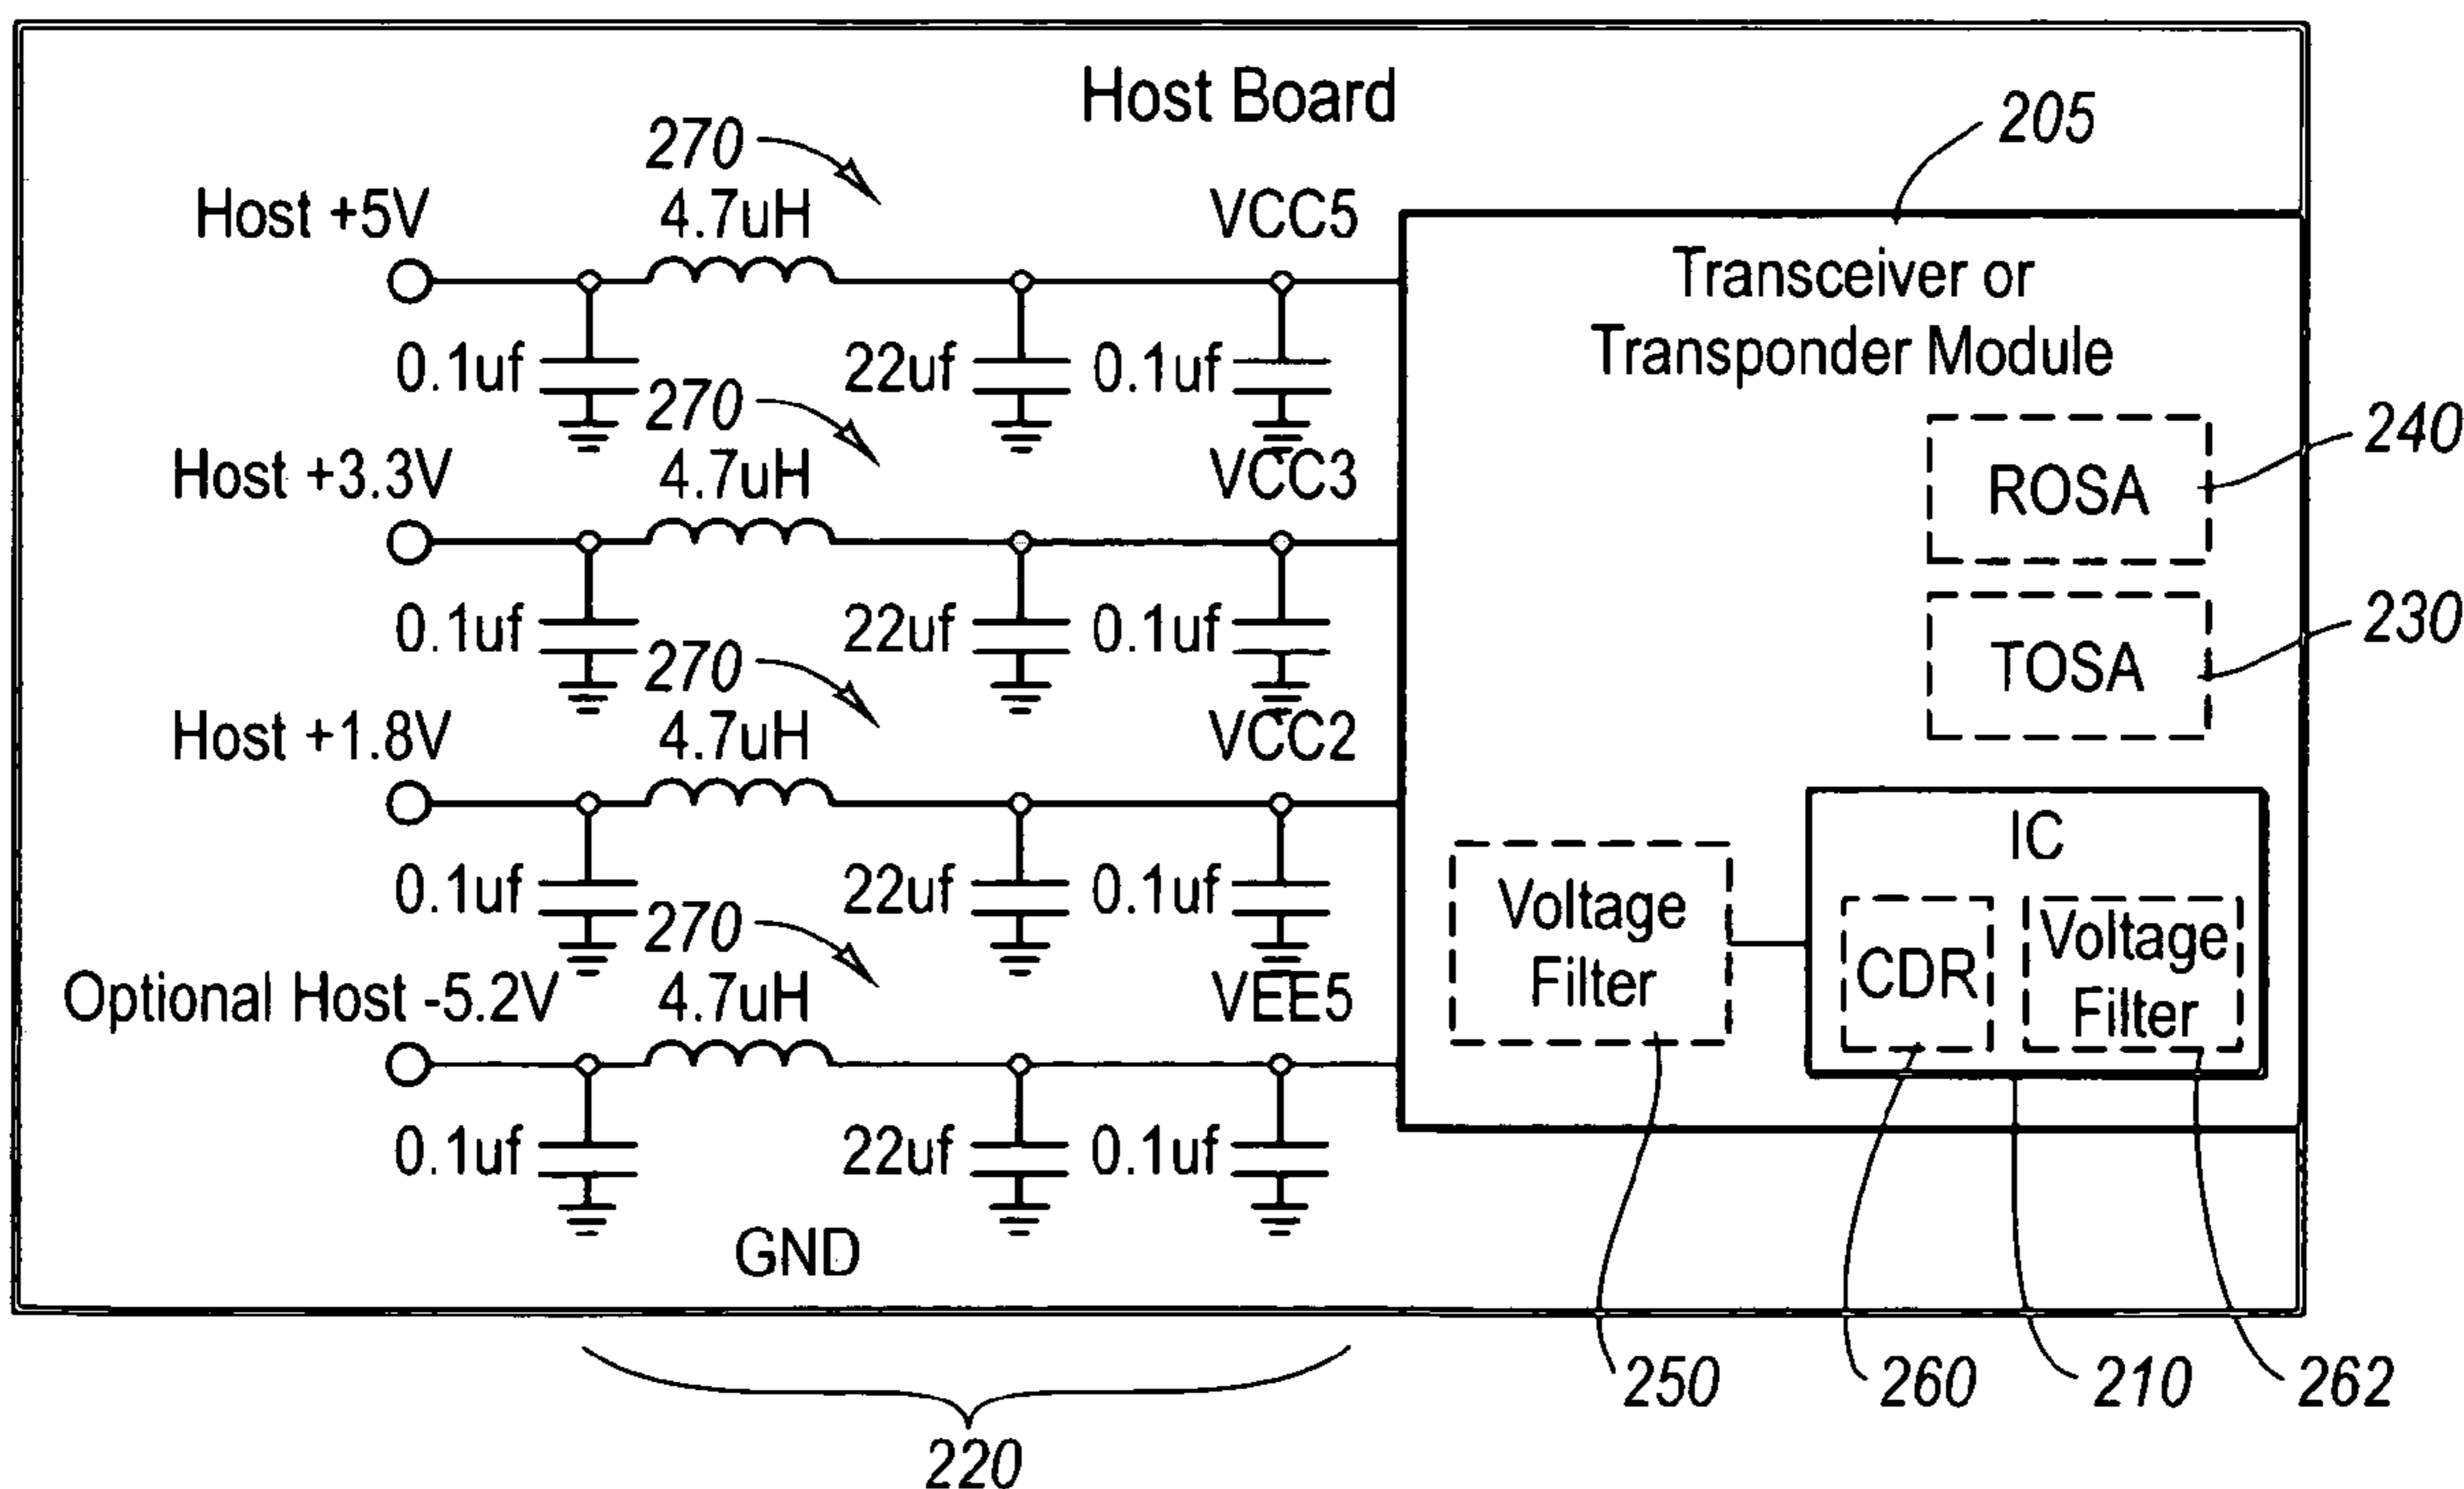 Host Board
270
205
Host +5V
4.7uH
VCC5
Transceiver or
Transponder Module
0.1uf
22uf
0.1uf
270
240
Host +3.3V
4.7uH
VCC3
ROSA
0.1uf
22uf
0.1uf
270
230
TOSA
Host +1.8V
4.7uH
VCC2
IC
0.1uf
22uf
0.1uf
270
Voltage
Filter
CDR
Voltage
Filter
Optional Host -5.2V
4.7uH
VEE5
0.1uf
22uf
0.1uf
GND
250
260
210
262
220